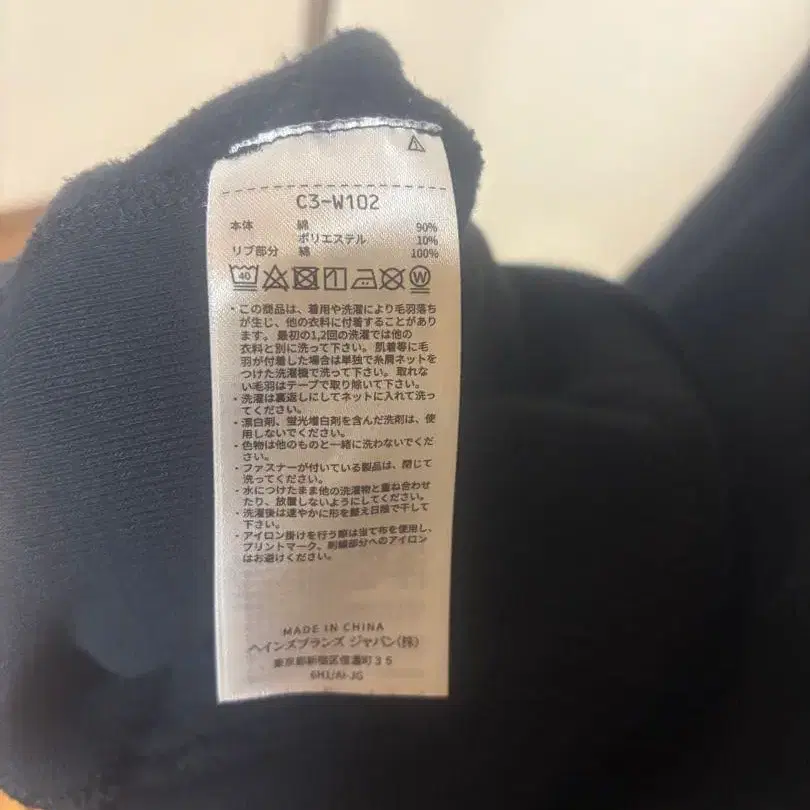 C3-W102
本体 綿 90%
ポリエステル 10%
リブ部分 綿 100%
40 W
・この商品は、着用や洗濯により毛羽落ち
が生じ、他の衣料に付着することがあり
ます。最初の1,2回の洗濯では他の
衣料と別に洗って下さい。肌着等に毛
羽が付着した場合は単独で糸屑ネットを
つけた洗濯機で洗って下さい。取れな
い毛羽はテープで取り除いて下さい。
・洗濯は裏返しにしてネットに入れて洗っ
てください。
・漂白剤、蛍光増白剤を含んだ洗剤は、使
用しないでください。
・色物は他のものと一緒に洗わないでくだ
さい。
・ファスナーが付いている製品は、閉じて
洗ってください。
・水につけたまま他の洗濯物と重ね合わせ
たり、放置しないようにしてください。
・洗濯後は速やかに形を整え日陰で干して
下さい。
・アイロン掛けを行う際は当て布を使用し、
プリントマーク、刺繍部分へのアイロン
はお避けください。
MADE IN CHINA
ヘインズブランズ ジャパン(株)
東京都新宿区信濃町35
6H1/AI-JG